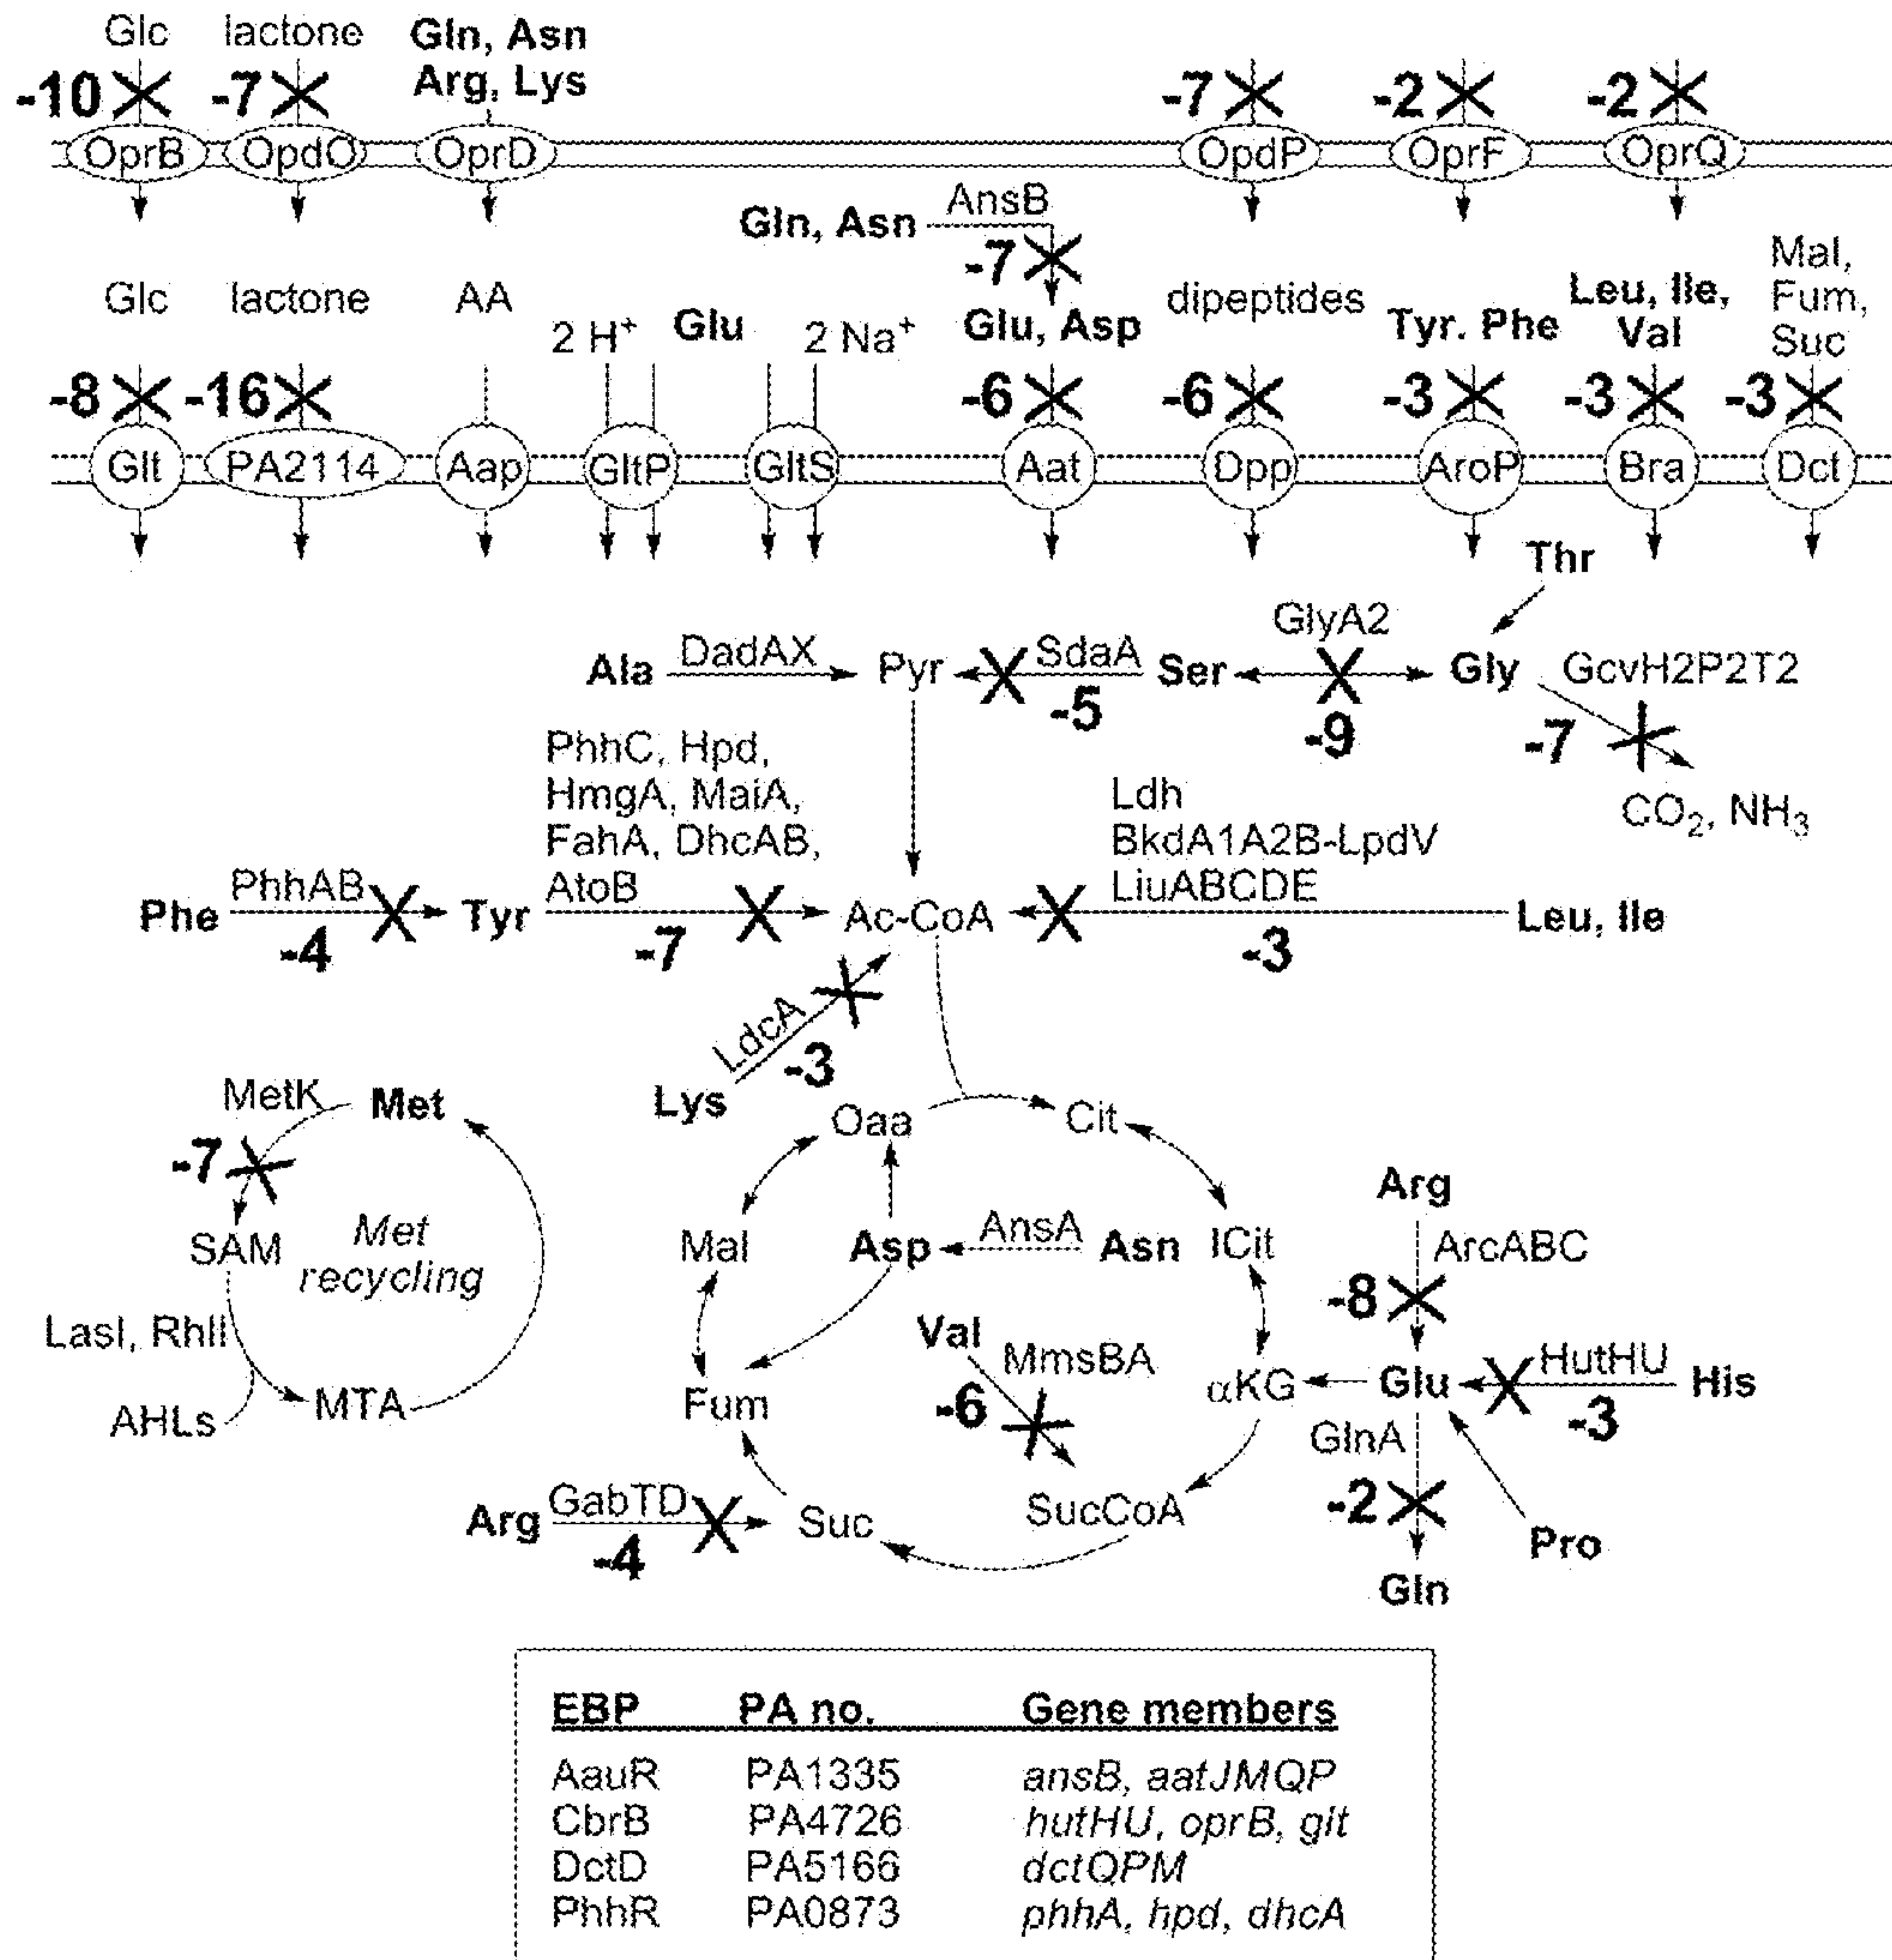 Glc lactone Gln, Asn
Arg, Lys
-10 -7 -7 -2 -2
OprB OpdO OprD OpdP OprF OprQ
Gln, Asn AnsB
-7
Glc lactone AA 2 H+ Glu 2 Na+ Glu, Asp dipeptides Tyr. Phe Leu, Ile, Val Mal, Fum, Suc
-8 -16 -6 -6 -3 -3 -3
Glt PA2114 Aap GltP GltS Aat Dpp AroP Bra Dct
Thr
GlyA2
Ala DadAX Pyr SdaA Ser Gly GcvH2P2T2
-5 -9 -7
CO2, NH3
PhhC, Hpd,
HmgA, MaiA,
FahA, DhcAB,
AtoB
Ldh
BkdA1A2B-LpdV
LiuABCDE
Phe PhhAB Tyr Ac-CoA Leu, Ile
-4 -7 -3
LdcA
-3
Lys
MetK Met
-7
SAM Met
recycling
LasI, RhlI
AHLs MTA
Oaa Cit
Mal Asp AnsA Asn ICit
Arg
ArcABC
-8
Val MmsBA
-6
Fum αKG Glu HutHU His
-3
GlnA
-2
Arg GabTD Suc SucCoA Pro
-4
Gln
EBP PA no. Gene members
AauR PA1335 ansB, aatJMQP
CbrB PA4726 hutHU, oprB, glt
DctD PA5166 dctQPM
PhhR PA0873 phhA, hpd, dhcA